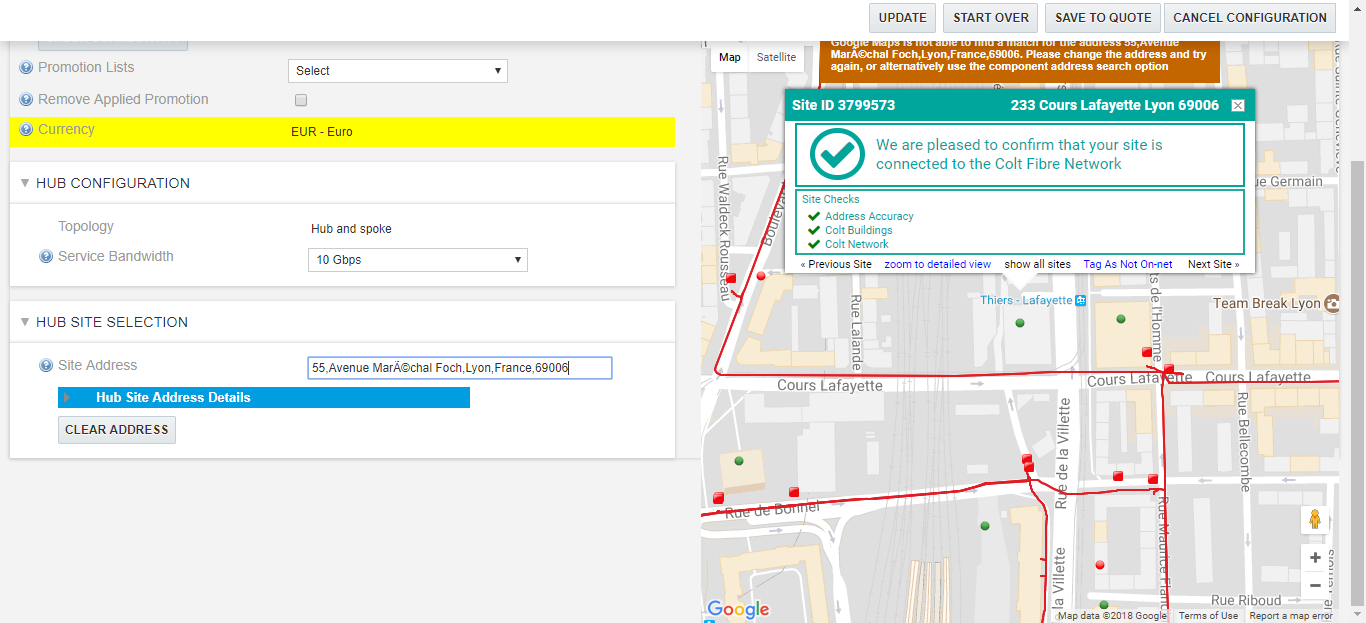 UPDATE
START OVER
SAVE TO QUOTE
CANCEL CONFIGURATION
Promotion Lists
Select
Remove Applied Promotion
Currency
EUR - Euro
HUB CONFIGURATION
Topology
Hub and spoke
Service Bandwidth
10 Gbps
HUB SITE SELECTION
Site Address
55,Avenue MarÃ©chal Foch,Lyon,France,69006
Hub Site Address Details
CLEAR ADDRESS
Map
Satellite
Google Maps is not able to find a match for the address 55,Avenue
MarÃ©chal Foch,Lyon,France,69006. Please change the address and try
again, or alternatively use the component address search option
Site ID 3799573
233 Cours Lafayette Lyon 69006
We are pleased to confirm that your site is
connected to the Colt Fibre Network
Site Checks
Address Accuracy
Colt Buildings
Colt Network
« Previous Site
zoom to detailed view
show all sites
Tag As Not On-net
Next Site »
Rue Waldeck Rousseau
Boulevar
ue Germain
Thiers - Lafayette
Team Break Lyon
Rue Lalande
ts de l'Homme
Cours Lafayette
Cours Lafayette
Cours Lafayette
Rue Bellecombe
Rue de la Villette
Rue de Bonnel
Rue Maurice Flan
la Villette
Rue Riboud
Google
Map data ©2018 Google
Terms of Use
Report a map error